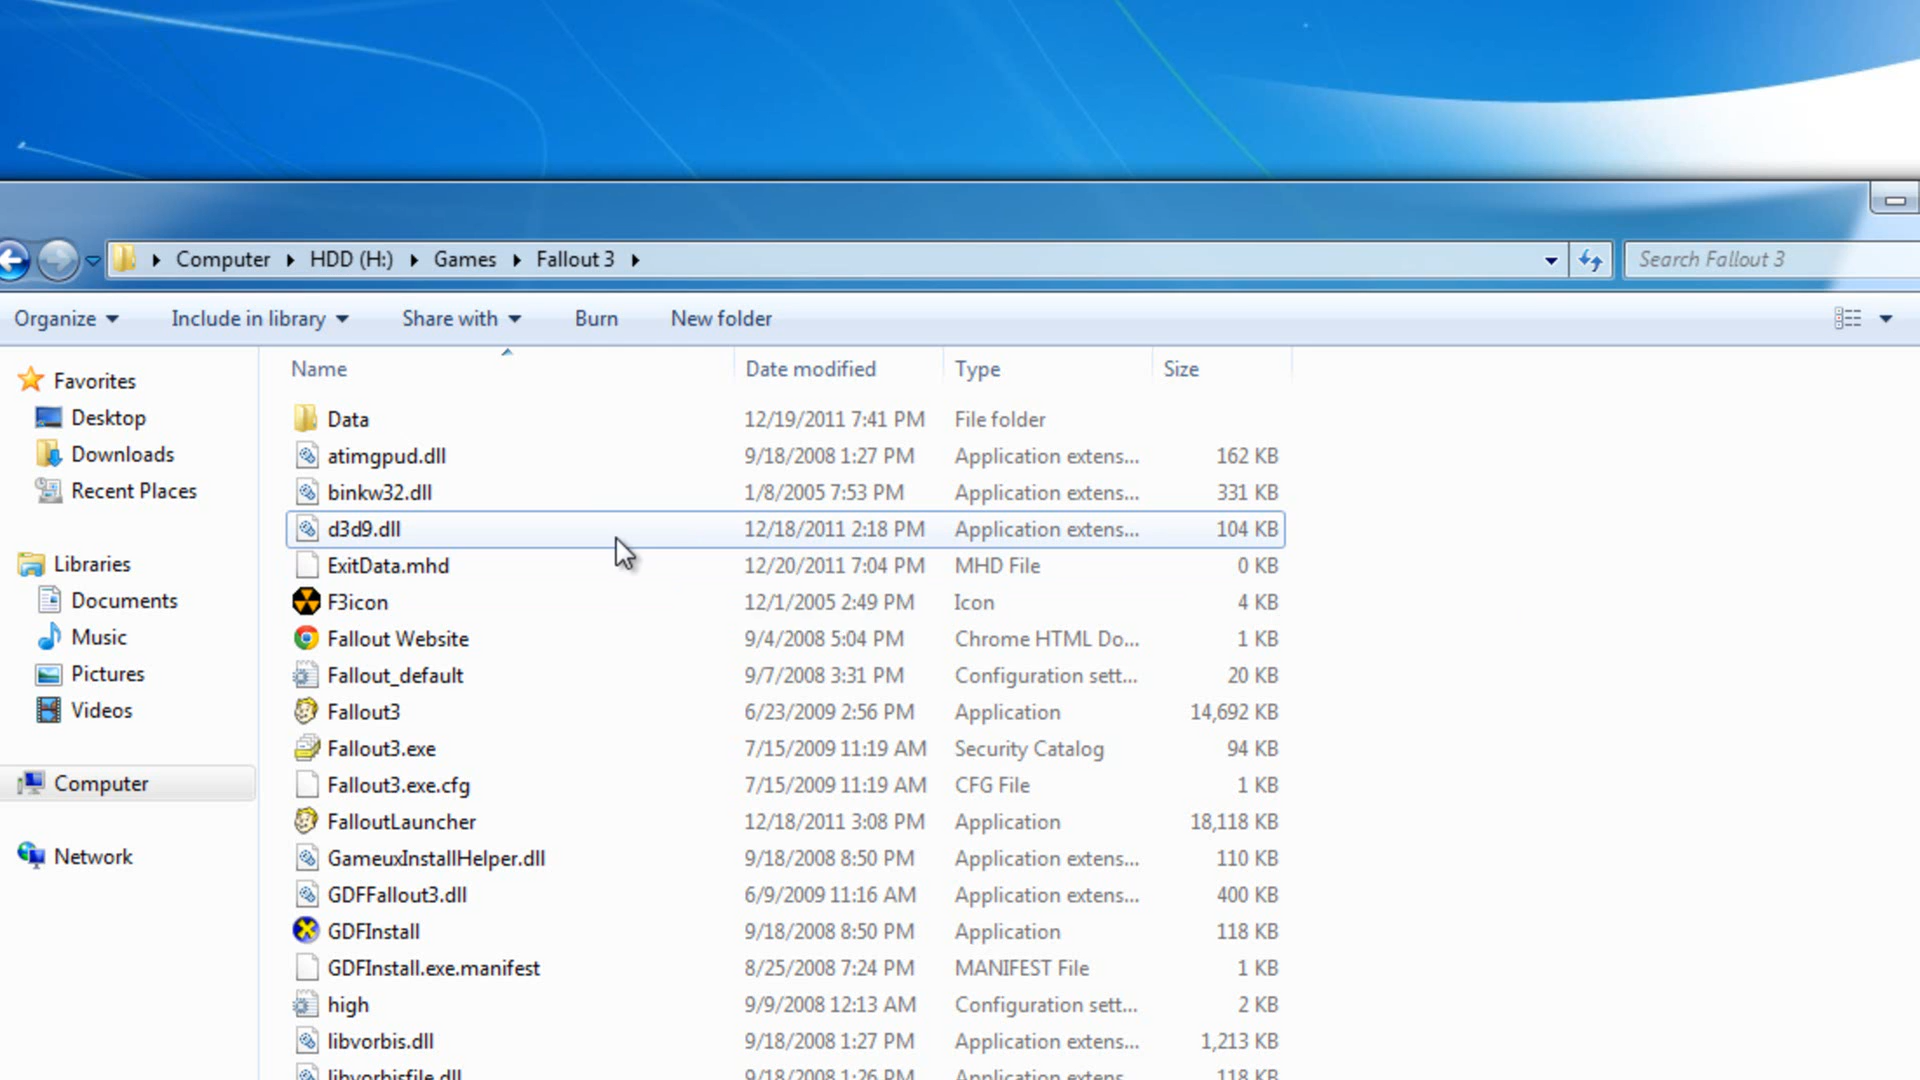 Computer HDD (H:) Games Fallout 3
Search Fallout 3
Organize Include in library Share with Burn New folder
Favorites
Desktop
Downloads
Recent Places
Libraries
Documents
Music
Pictures
Videos
Computer
Network
Name Date modified Type Size
Data 12/19/2011 7:41 PM File folder
atimgpud.dll 9/18/2008 1:27 PM Application extens... 162 KB
binkw32.dll 1/8/2005 7:53 PM Application extens... 331 KB
d3d9.dll 12/18/2011 2:18 PM Application extens... 104 KB
ExitData.mhd 12/20/2011 7:04 PM MHD File 0 KB
F3icon 12/1/2005 2:49 PM Icon 4 KB
Fallout Website 9/4/2008 5:04 PM Chrome HTML Do... 1 KB
Fallout_default 9/7/2008 3:31 PM Configuration sett... 20 KB
Fallout3 6/23/2009 2:56 PM Application 14,692 KB
Fallout3.exe 7/15/2009 11:19 AM Security Catalog 94 KB
Fallout3.exe.cfg 7/15/2009 11:19 AM CFG File 1 KB
FalloutLauncher 12/18/2011 3:08 PM Application 18,118 KB
GameuxInstallHelper.dll 9/18/2008 8:50 PM Application extens... 110 KB
GDFFallout3.dll 6/9/2009 11:16 AM Application extens... 400 KB
GDFInstall 9/18/2008 8:50 PM Application 118 KB
GDFInstall.exe.manifest 8/25/2008 7:24 PM MANIFEST File 1 KB
high 9/9/2008 12:13 AM Configuration sett... 2 KB
libvorbis.dll 9/18/2008 1:27 PM Application extens... 1,213 KB
libvorbisfile.dll 9/18/2008 1:26 PM Application extens... 118 KB